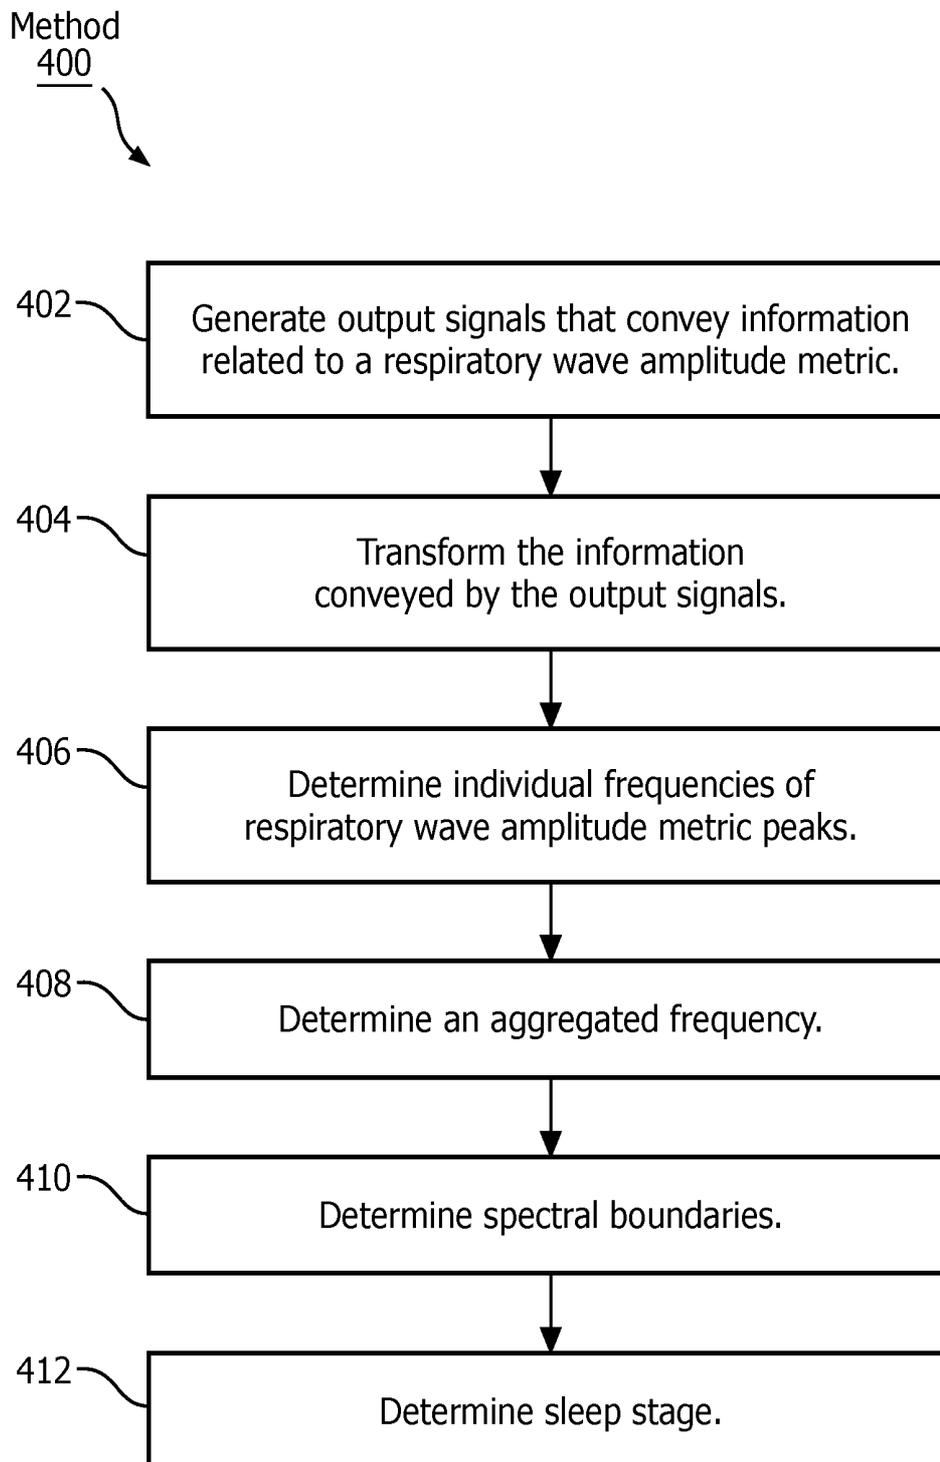 Method
400
402
Generate output signals that convey information
related to a respiratory wave amplitude metric.
404
Transform the information
conveyed by the output signals.
406
Determine individual frequencies of
respiratory wave amplitude metric peaks.
408
Determine an aggregated frequency.
410
Determine spectral boundaries.
412
Determine sleep stage.